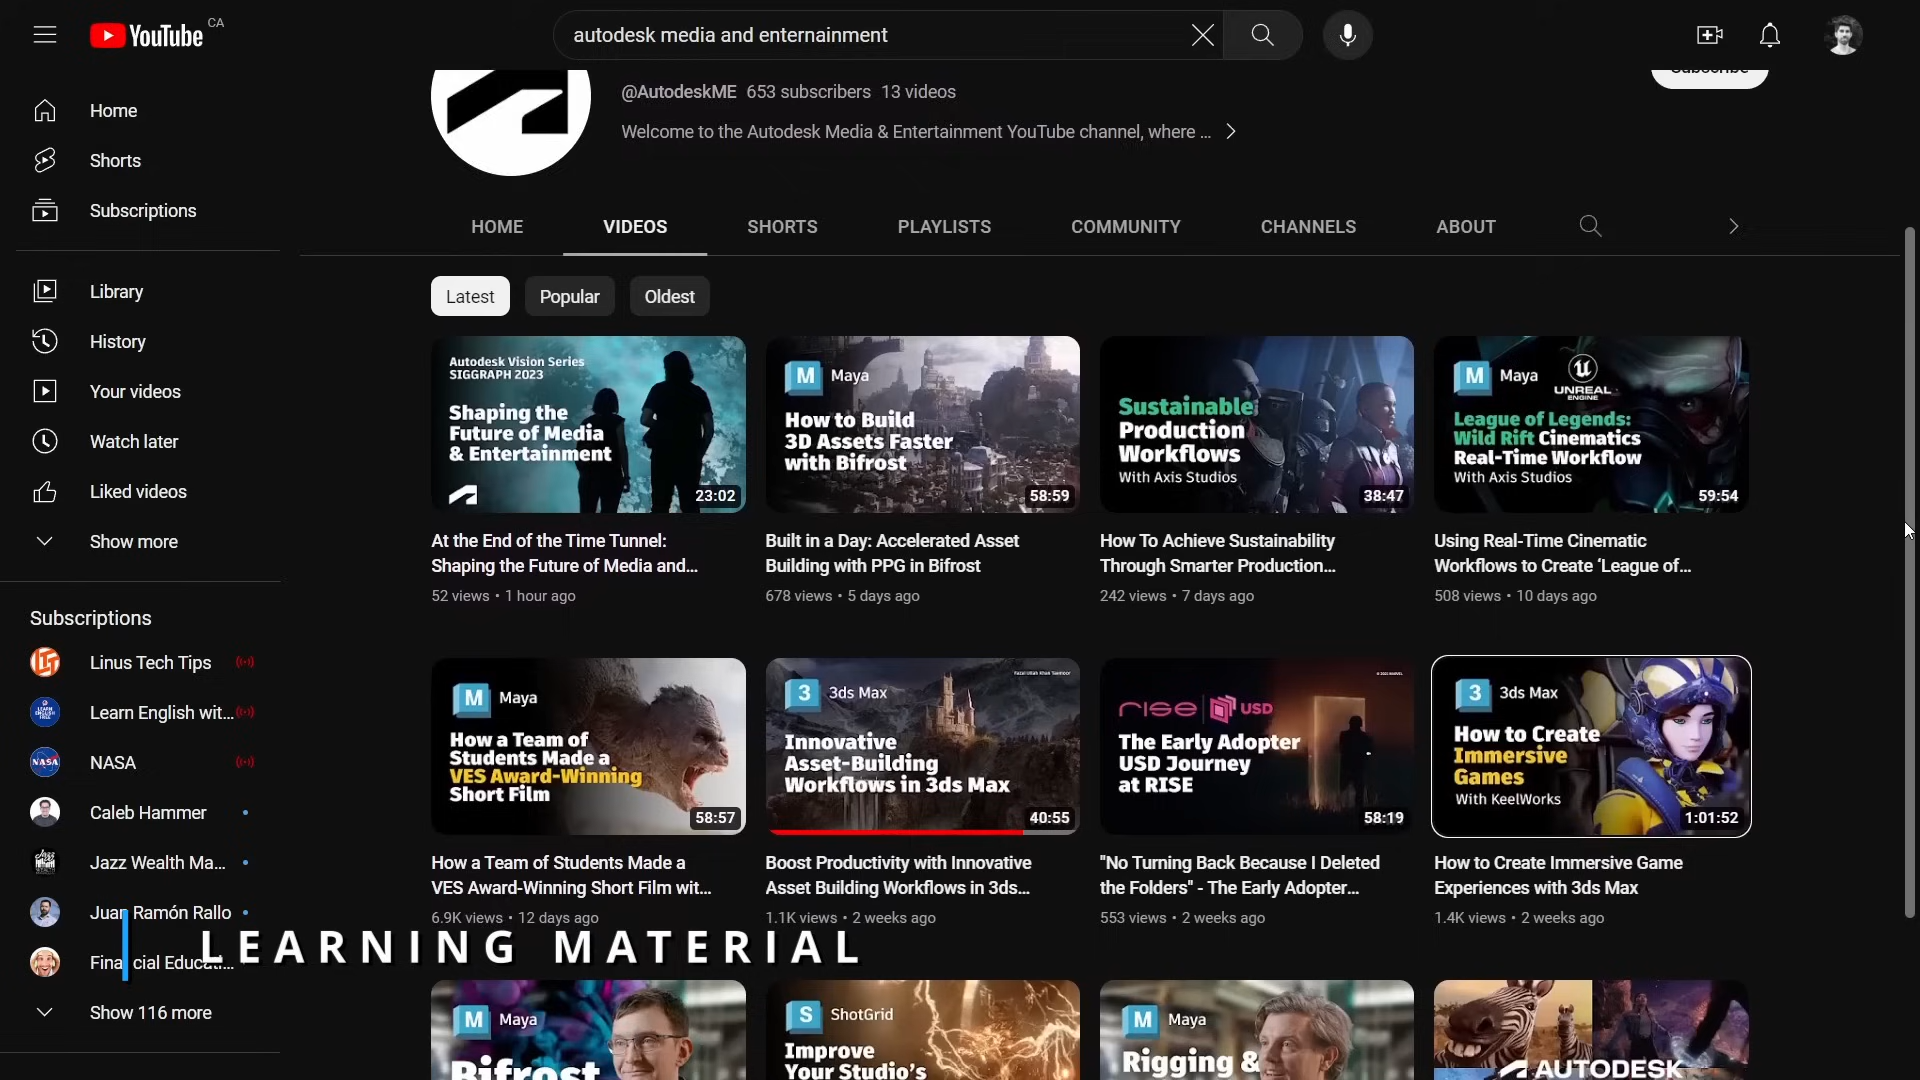 YouTube CA
autodesk media and enternainment
Subscribe
@AutodeskME 653 subscribers 13 videos
Welcome to the Autodesk Media & Entertainment YouTube channel, where ...
Home
Shorts
Subscriptions
Library
History
Your videos
Watch later
Liked videos
Show more
Subscriptions
Linus Tech Tips
Learn English wit...
NASA
Caleb Hammer
Jazz Wealth Ma...
Juan Ramón Rallo
Financial Educati...
Show 116 more
HOME VIDEOS SHORTS PLAYLISTS COMMUNITY CHANNELS ABOUT
Latest Popular Oldest
Autodesk Vision Series
SIGGRAPH 2023
Shaping the
Future of Media
& Entertainment
23:02
At the End of the Time Tunnel:
Shaping the Future of Media and...
52 views • 1 hour ago
M Maya
How to Build
3D Assets Faster
with Bifrost
58:59
Built in a Day: Accelerated Asset
Building with PPG in Bifrost
678 views • 5 days ago
Sustainable
Production
Workflows
With Axis Studios
38:47
How To Achieve Sustainability
Through Smarter Production...
242 views • 7 days ago
M Maya
UNREAL
ENGINE
League of Legends:
Wild Rift Cinematics
Real-Time Workflow
With Axis Studios
59:54
Using Real-Time Cinematic
Workflows to Create ‘League of...
508 views • 10 days ago
M Maya
How a Team of
Students Made a
VES Award-Winning
Short Film
58:57
How a Team of Students Made a
VES Award-Winning Short Film wit...
6.9K views • 12 days ago
3 3ds Max
Innovative
Asset-Building
Workflows in 3ds Max
40:55
Boost Productivity with Innovative
Asset Building Workflows in 3ds...
1.1K views • 2 weeks ago
rise USD
The Early Adopter
USD Journey
at RISE
58:19
"No Turning Back Because I Deleted
the Folders" - The Early Adopter...
553 views • 2 weeks ago
3 3ds Max
How to Create
Immersive
Games
With KeelWorks
1:01:52
How to Create Immersive Game
Experiences with 3ds Max
1.4K views • 2 weeks ago
LEARNING MATERIAL
M Maya
Bifrost
S ShotGrid
Improve
Your Studio's
M Maya
Rigging &
AUTODESK